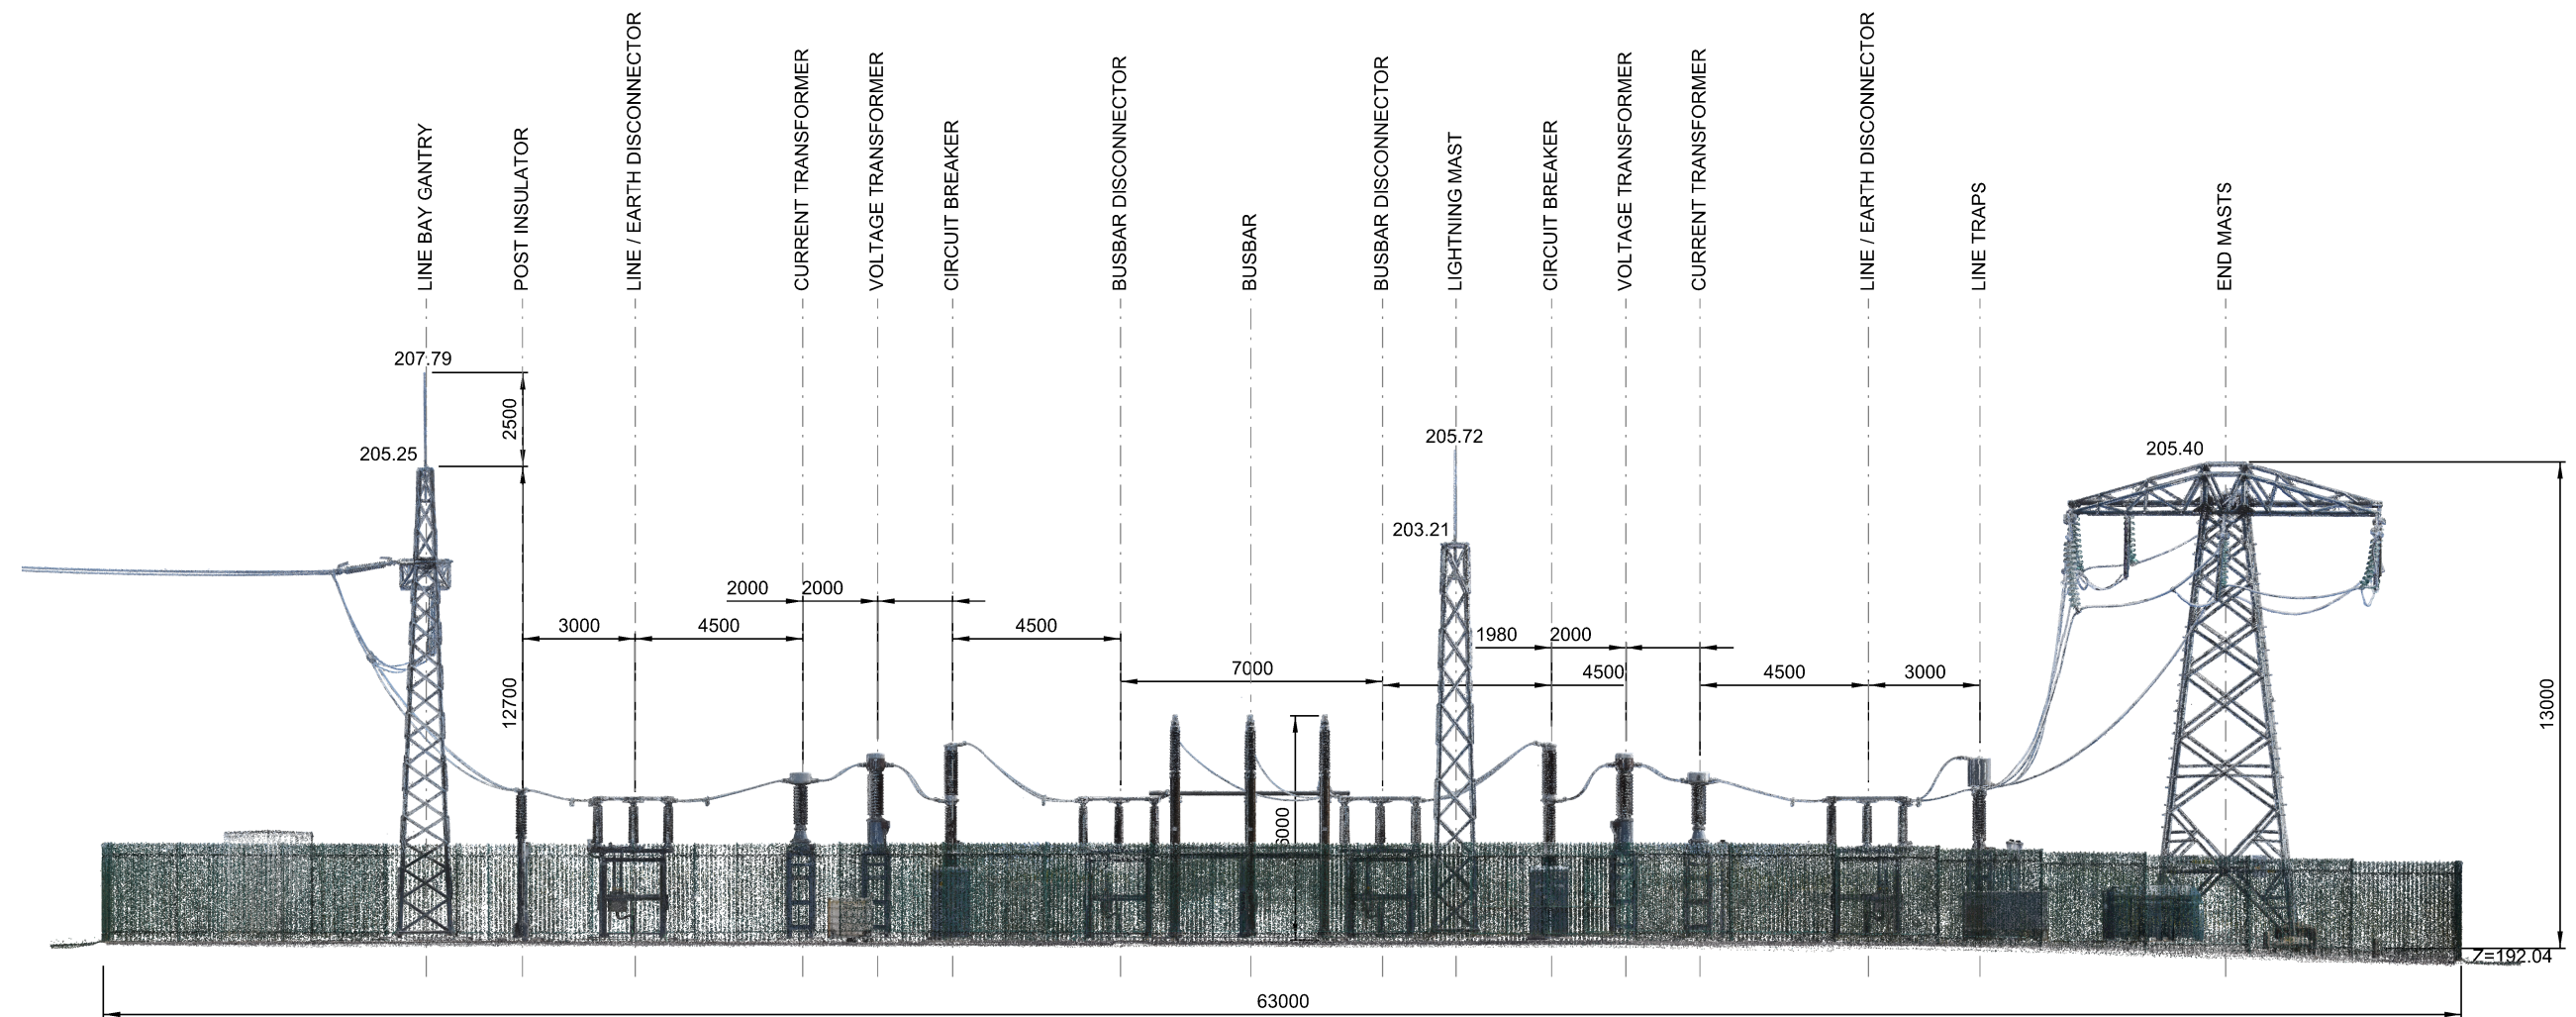 LINE BAY GANTRY
POST INSULATOR
LINE / EARTH DISCONNECTOR
CURRENT TRANSFORMER
VOLTAGE TRANSFORMER
CIRCUIT BREAKER
BUSBAR DISCONNECTOR
BUSBAR
BUSBAR DISCONNECTOR
LIGHTNING MAST
CIRCUIT BREAKER
VOLTAGE TRANSFORMER
CURRENT TRANSFORMER
LINE / EARTH DISCONNECTOR
LINE TRAPS
END MASTS
207.79
2500
205.25
205.72
205.40
203.21
2000
2000
3000
4500
4500
1980
2000
7000
4500
4500
3000
12700
13000
6000
Z=192.04
63000